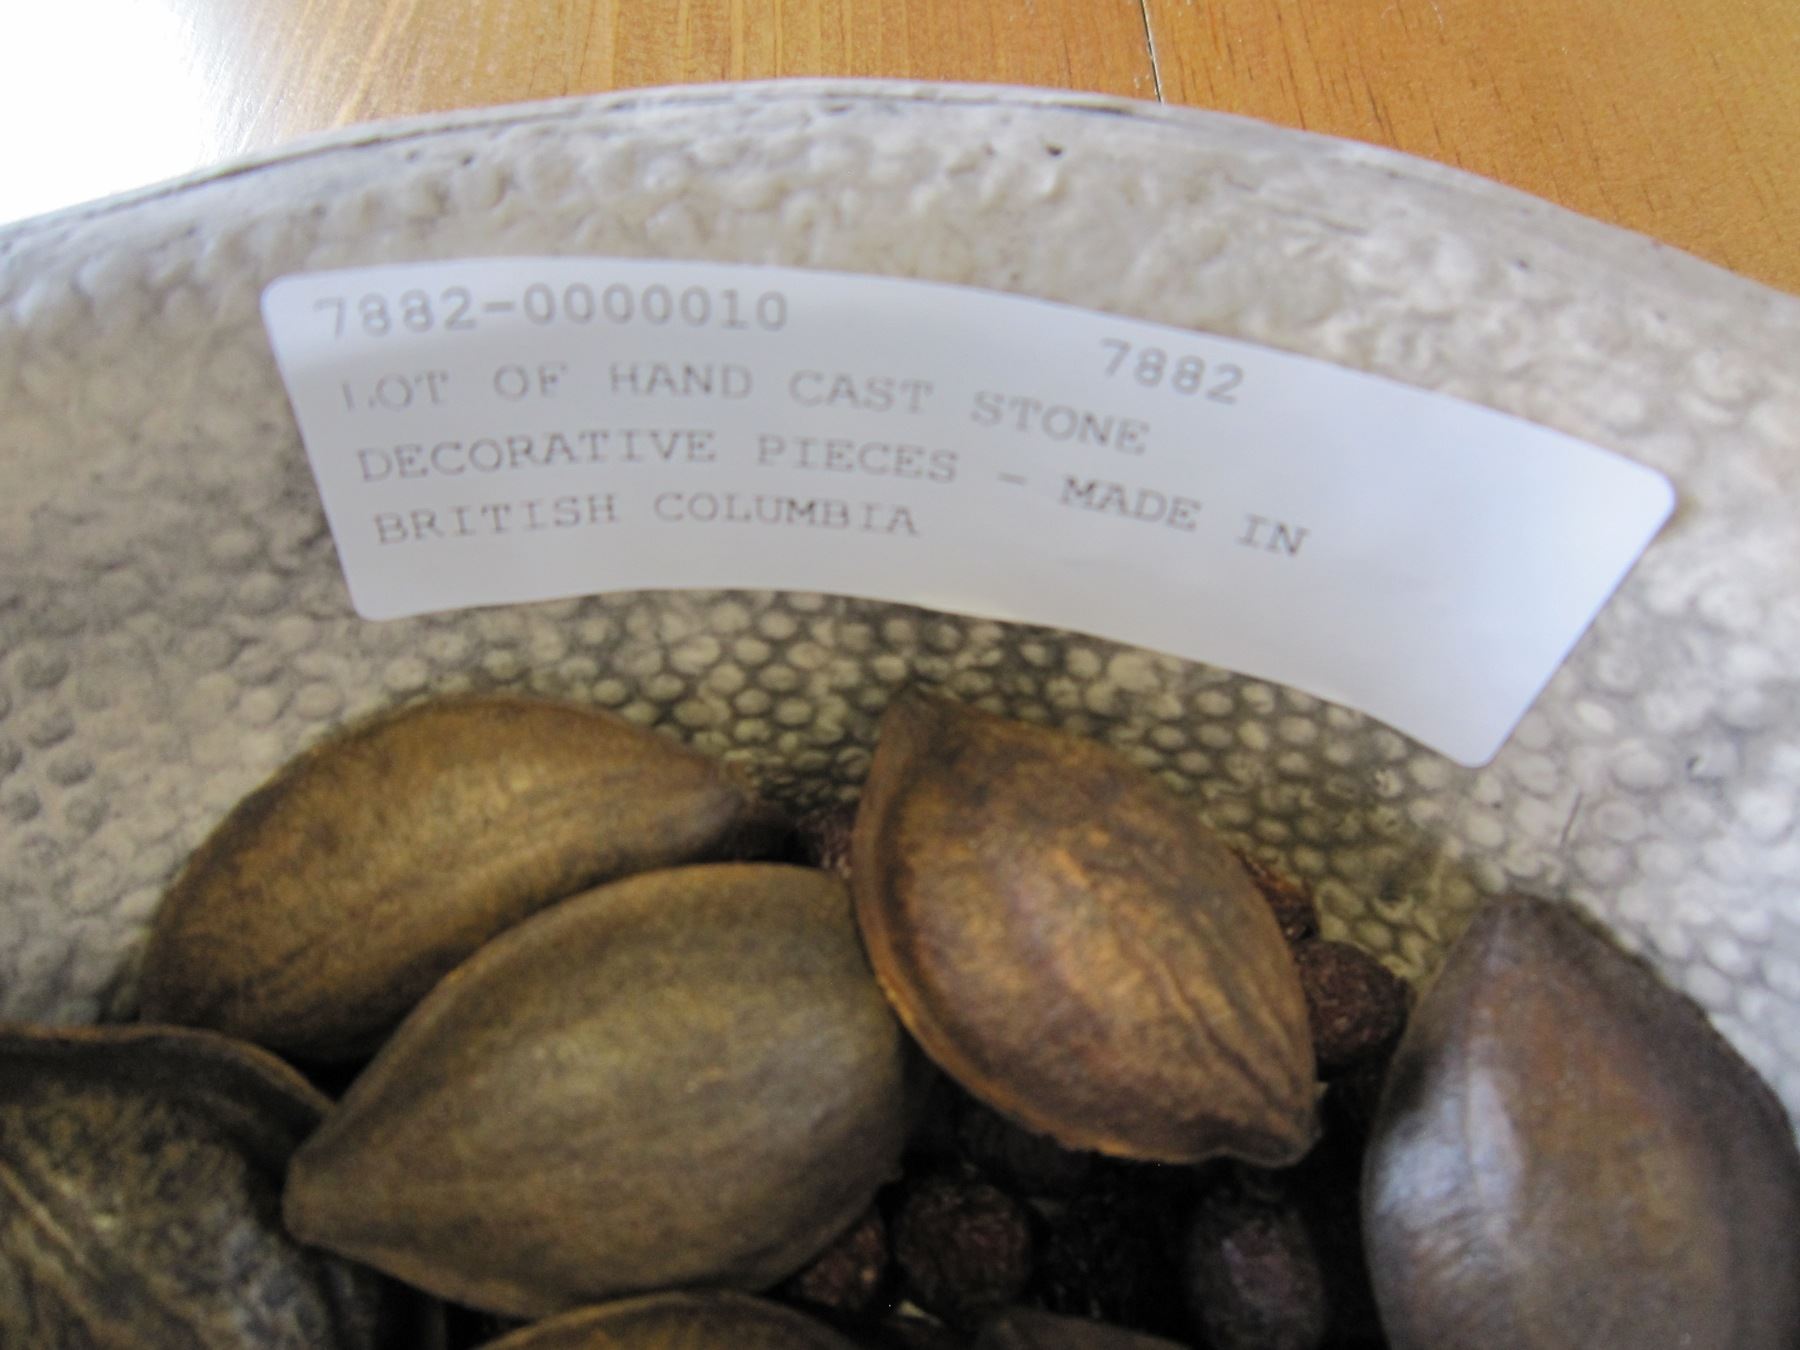 7882-0000010 7882
LOT OF HAND CAST STONE
DECORATIVE PIECES - MADE IN
BRITISH COLUMBIA